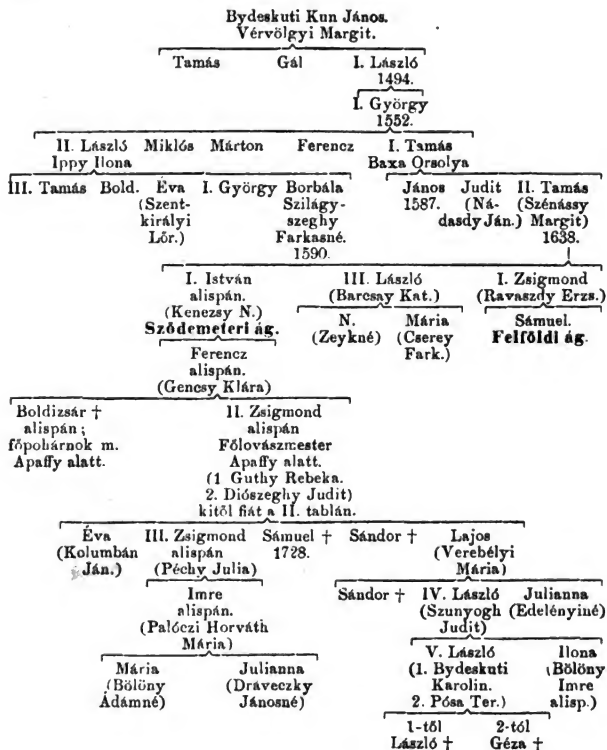 Bydeskuti Kun János.
Vérvölgyi Margit.
Tamás Gál I. László
1494.
I. György
1552.
II. László Miklós Márton Ferencz I. Tamás
Ippy Ilona Baxa Orsolya
III. Tamás Bold. Éva I. György Borbála János Judit II. Tamás
(Szent- Szilágy- 1587. (Ná- (Szénássy
királyi szeghy dasdy Ján.) Margit)
Lőr.) Farkasné. 1638.
1590.
I. István III. László I. Zsigmond
alispán. (Barcsay Kat.) (Ravaszdy Erzs.)
(Kenezsy N.) N. Mária Sámuel.
Sződemeteri ág. (Zeykné) (Cserey Felföldi ág.
Ferencz Fark.)
alispán.
(Gencsy Klára)
Boldizsár † II. Zsigmond
alispán; alispán
főpohárnok m. Főlovászmester
Apaffy alatt. Apaffy alatt.
(1 Guthy Rebeka.
2. Diószeghy Judit)
kitől fiát a II. tablán.
Éva III. Zsigmond Sámuel † Sándor † Lajos
(Kolumbán alispán 1728. (Verebélyi
Ján.) (Péchy Julia) Mária)
Imre Sándor † IV. László Julianna
alispán. (Szunyogh (Edelényiné)
(Palóczi Horváth Judit)
Mária) V. László Ilona
Mária Julianna (1. Bydeskuti (Bölöny
(Bölöny (Dráveczky Karolin. Imre
Ádámné) Jánosné) 2. Pósa Ter.) alisp.)
1-től 2-tól
László † Géza †